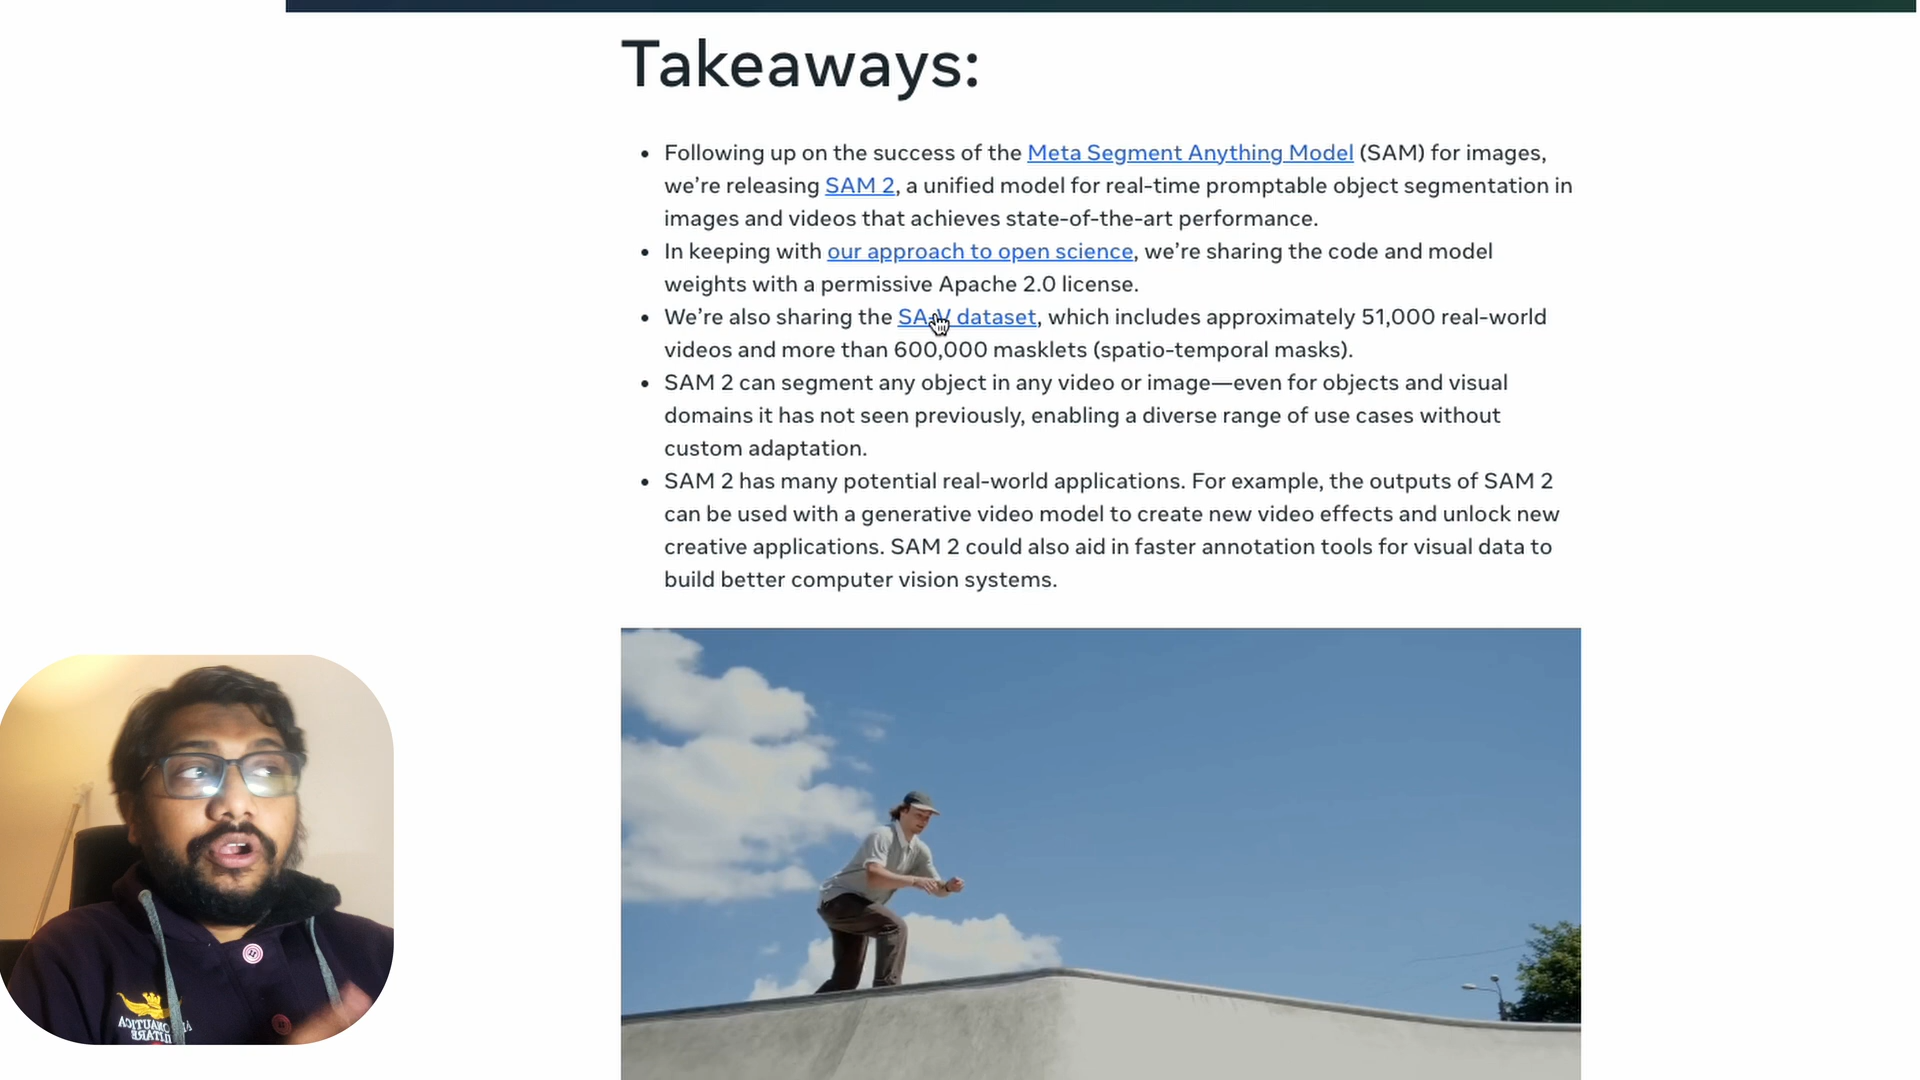 Takeaways:
Following up on the success of the Meta Segment Anything Model (SAM) for images,
we’re releasing SAM 2, a unified model for real-time promptable object segmentation in
images and videos that achieves state-of-the-art performance.
In keeping with our approach to open science, we’re sharing the code and model
weights with a permissive Apache 2.0 license.
We’re also sharing the SA-V dataset, which includes approximately 51,000 real-world
videos and more than 600,000 masklets (spatio-temporal masks).
SAM 2 can segment any object in any video or image—even for objects and visual
domains it has not seen previously, enabling a diverse range of use cases without
custom adaptation.
SAM 2 has many potential real-world applications. For example, the outputs of SAM 2
can be used with a generative video model to create new video effects and unlock new
creative applications. SAM 2 could also aid in faster annotation tools for visual data to
build better computer vision systems.